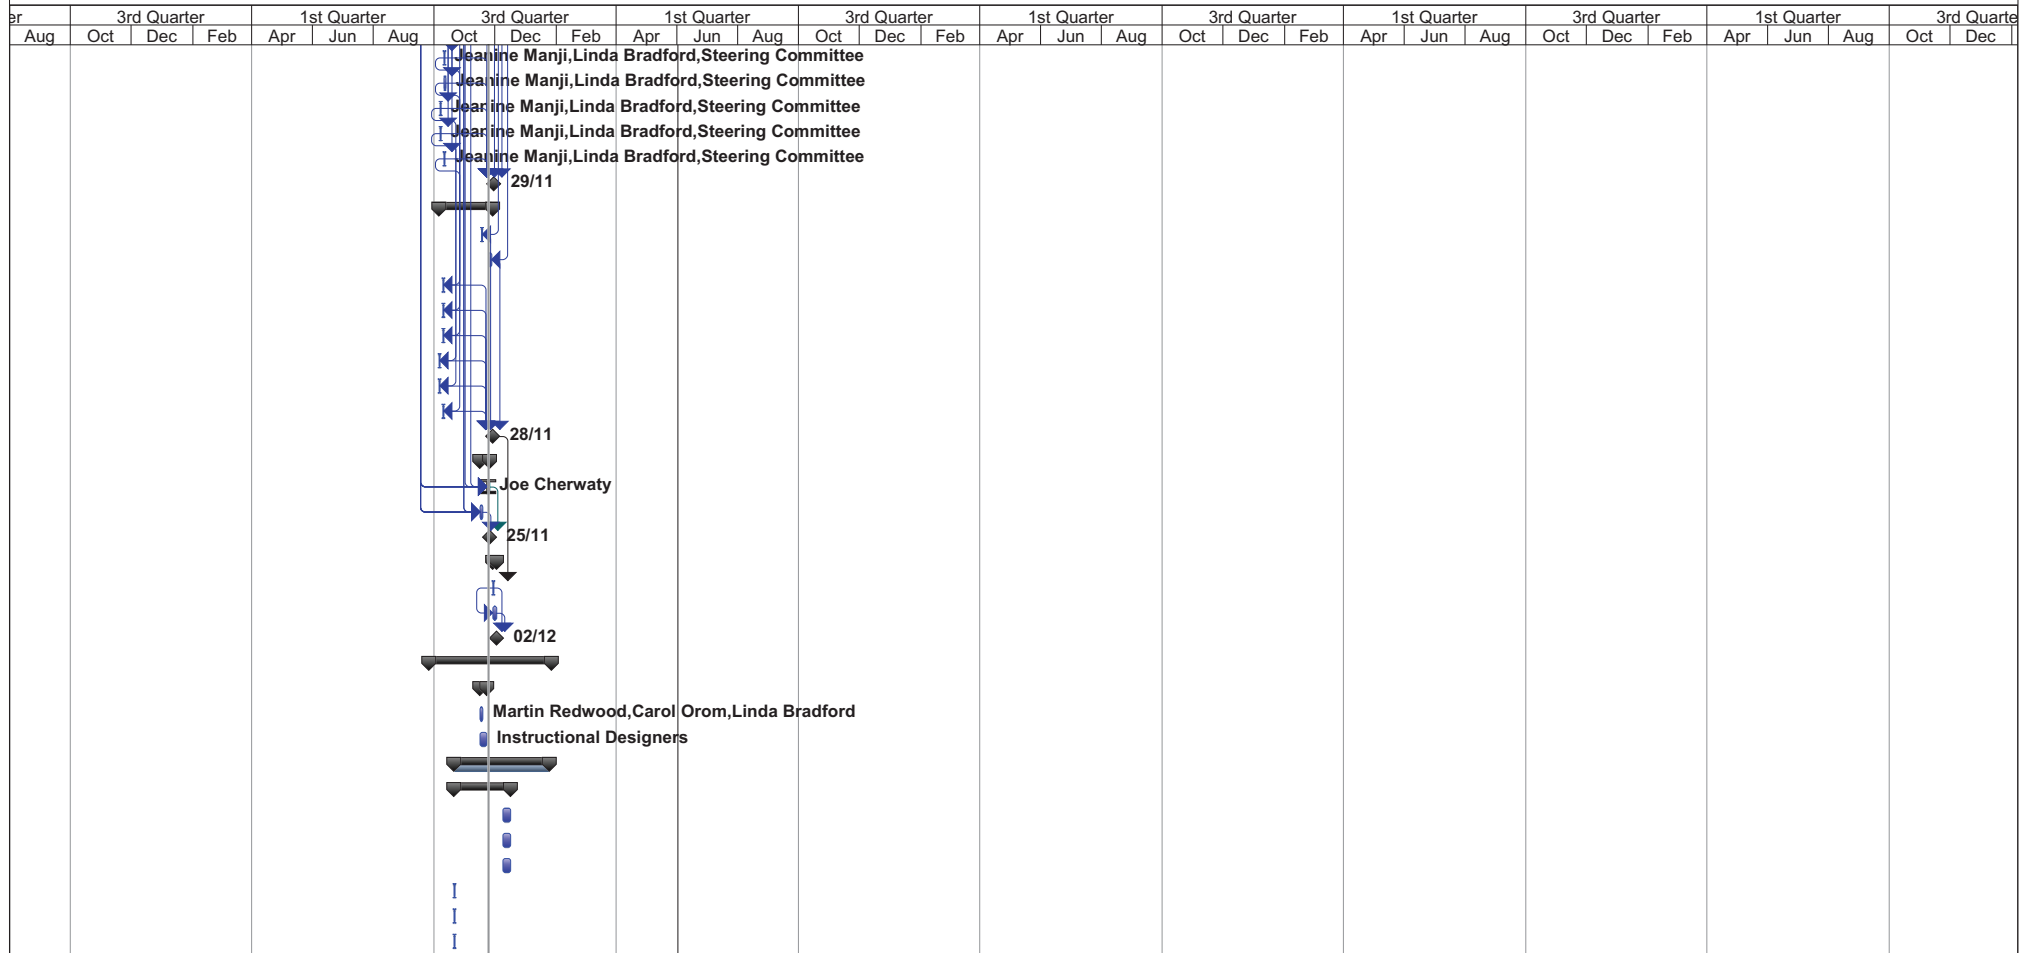 er 3rd Quarter 1st Quarter 3rd Quarter 1st Quarter 3rd Quarter 1st Quarter 3rd Quarter 1st Quarter 3rd Quarter 1st Quarter 3rd Quarte
Aug Oct Dec Feb Apr Jun Aug Oct Dec Feb Apr Jun Aug Oct Dec Feb Apr Jun Aug Oct Dec Feb Apr Jun Aug Oct Dec Feb Apr Jun Aug Oct Dec
Jeanine Manji,Linda Bradford,Steering Committee
Jeanine Manji,Linda Bradford,Steering Committee
Jeanine Manji,Linda Bradford,Steering Committee
Jeanine Manji,Linda Bradford,Steering Committee
Jeanine Manji,Linda Bradford,Steering Committee
29/11
28/11
Joe Cherwaty
25/11
02/12
Martin Redwood,Carol Orom,Linda Bradford
Instructional Designers